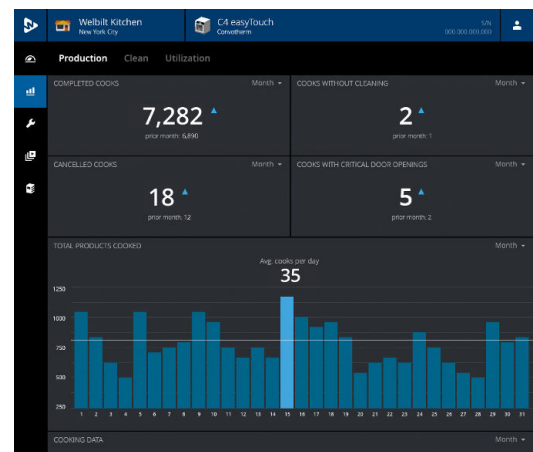 Welbilt Kitchen
New York City
C4 easyTouch
Convotherm
S/N
000.300.000.000
Production Clean Utilization
COMPLETED COOKS Month
7,282
prior month: 6,890
COOKS WITHOUT CLEANING Month
2
prior month: 1
CANCELLED COOKS Month
18
prior month: 12
COOKS WITH CRITICAL DOOR OPENINGS Month
5
prior month: 2
TOTAL PRODUCTS COOKED Month
Avg. cooks per day
35
1250
1000
750
500
250
1 2 3 4 5 6 7 8 9 10 11 12 13 14 15 16 17 18 19 20 21 22 23 24 25 26 27 28 29 30 31
COOKING DATA Month